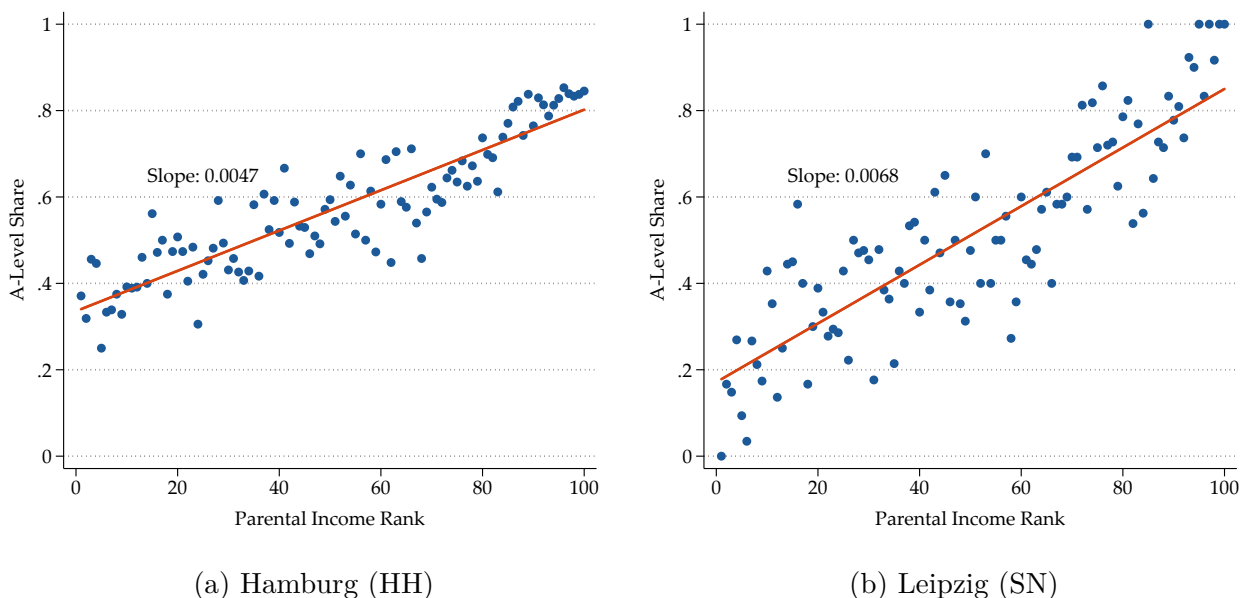 1
.8
.6
.4
.2
0
A-Level Share
Slope: 0.0047
0 20 40 60 80 100
Parental Income Rank
(a) Hamburg (HH)
1
.8
.6
.4
.2
0
A-Level Share
Slope: 0.0068
0 20 40 60 80 100
Parental Income Rank
(b) Leipzig (SN)